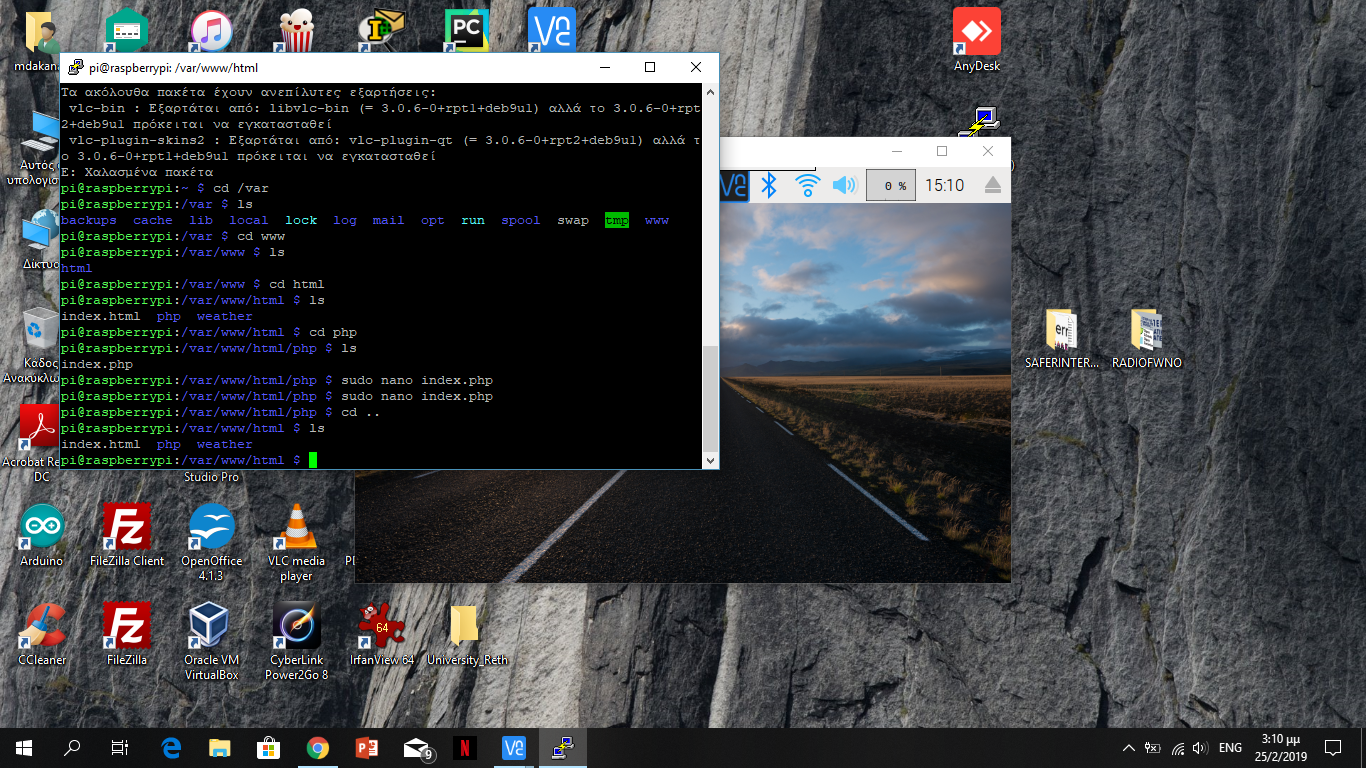 mdakana
AnyDesk
pi@raspberrypi: /var/www/html
Τα ακόλουθα πακέτα έχουν ανεπίλυτες εξαρτήσεις:
vlc-bin : Εξαρτάται από: libvlc-bin (= 3.0.6-0+rpt1+deb9u1) αλλά το 3.0.6-0+rpt
2+deb9u1 πρόκειται να εγκατασταθεί
vlc-plugin-skins2 : Εξαρτάται από: vlc-plugin-qt (= 3.0.6-0+rpt2+deb9u1) αλλά τ
ο 3.0.6-0+rpt1+deb9u1 πρόκειται να εγκατασταθεί
E: Χαλασμένα πακέτα
pi@raspberrypi:~ $ cd /var
pi@raspberrypi:/var $ ls
backups cache lib local lock log mail opt run spool swap tmp www
pi@raspberrypi:/var $ cd www
pi@raspberrypi:/var/www $ ls
html
pi@raspberrypi:/var/www $ cd html
pi@raspberrypi:/var/www/html $ ls
index.html php weather
pi@raspberrypi:/var/www/html $ cd php
pi@raspberrypi:/var/www/html/php $ ls
index.php
pi@raspberrypi:/var/www/html/php $ sudo nano index.php
pi@raspberrypi:/var/www/html/php $ sudo nano index.php
pi@raspberrypi:/var/www/html/php $ cd ..
pi@raspberrypi:/var/www/html $ ls
index.html php weather
pi@raspberrypi:/var/www/html $
0 %
15:10
Αυτός ο
υπολογισ
Δίκτυο
Κάδος
Ανακύκλω
SAFERINTER...
RADIOFWNO
Acrobat Re
DC
Studio Pro
Arduino
FileZilla Client
OpenOffice
4.1.3
VLC media
player
CCleaner
FileZilla
Oracle VM
VirtualBox
CyberLink
Power2Go 8
64
IrfanView 64
University_Reth
9
ENG
3:10 μμ
25/2/2019